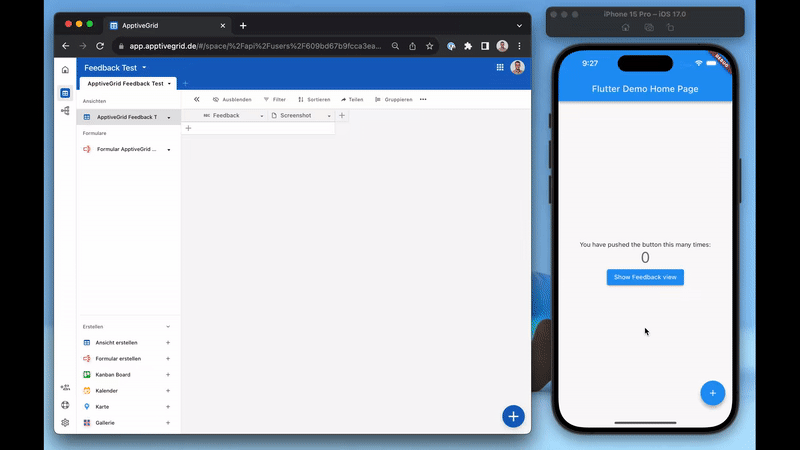 ApptiveGrid
app.apptivegrid.de/#/space/%2Fapi%2Fusers%2F609bd67b9fcca3ea...
Feedback Test
ApptiveGrid Feedback Test
Ansichten
ApptiveGrid Feedback T
Formulare
Formular ApptiveGrid ...
Ausblenden
Filter
Sortieren
Teilen
Gruppieren
ABC Feedback
Screenshot
Erstellen
Ansicht erstellen
Formular erstellen
Kanban Board
Kalender
Karte
Gallerie
iPhone 15 Pro – iOS 17.0
9:27
DEBUG
Flutter Demo Home Page
You have pushed the button this many times:
0
Show Feedback view